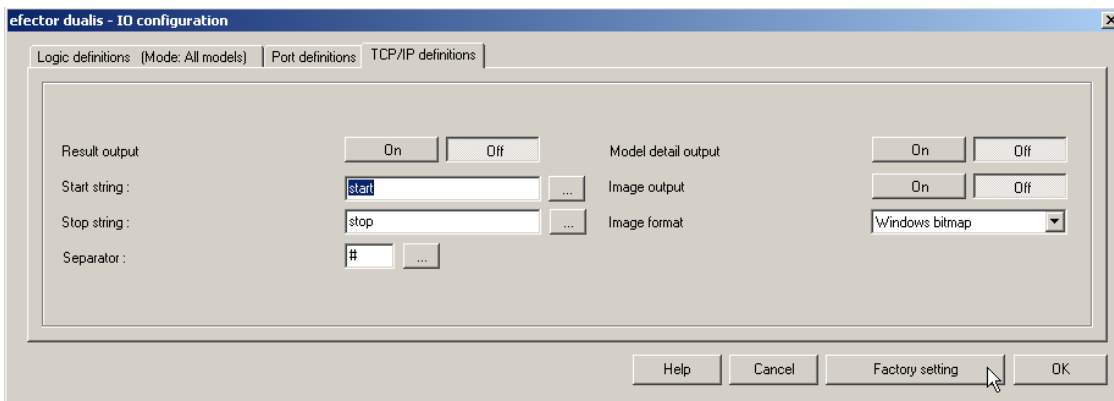 efector dualis - IO configuration
Logic definitions (Mode: All models) Port definitions TCP/IP definitions
Result output On Off Model detail output On Off
Start string : start ... Image output On Off
Stop string : stop ... Image format Windows bitmap
Separator : # ...
Help Cancel Factory setting OK